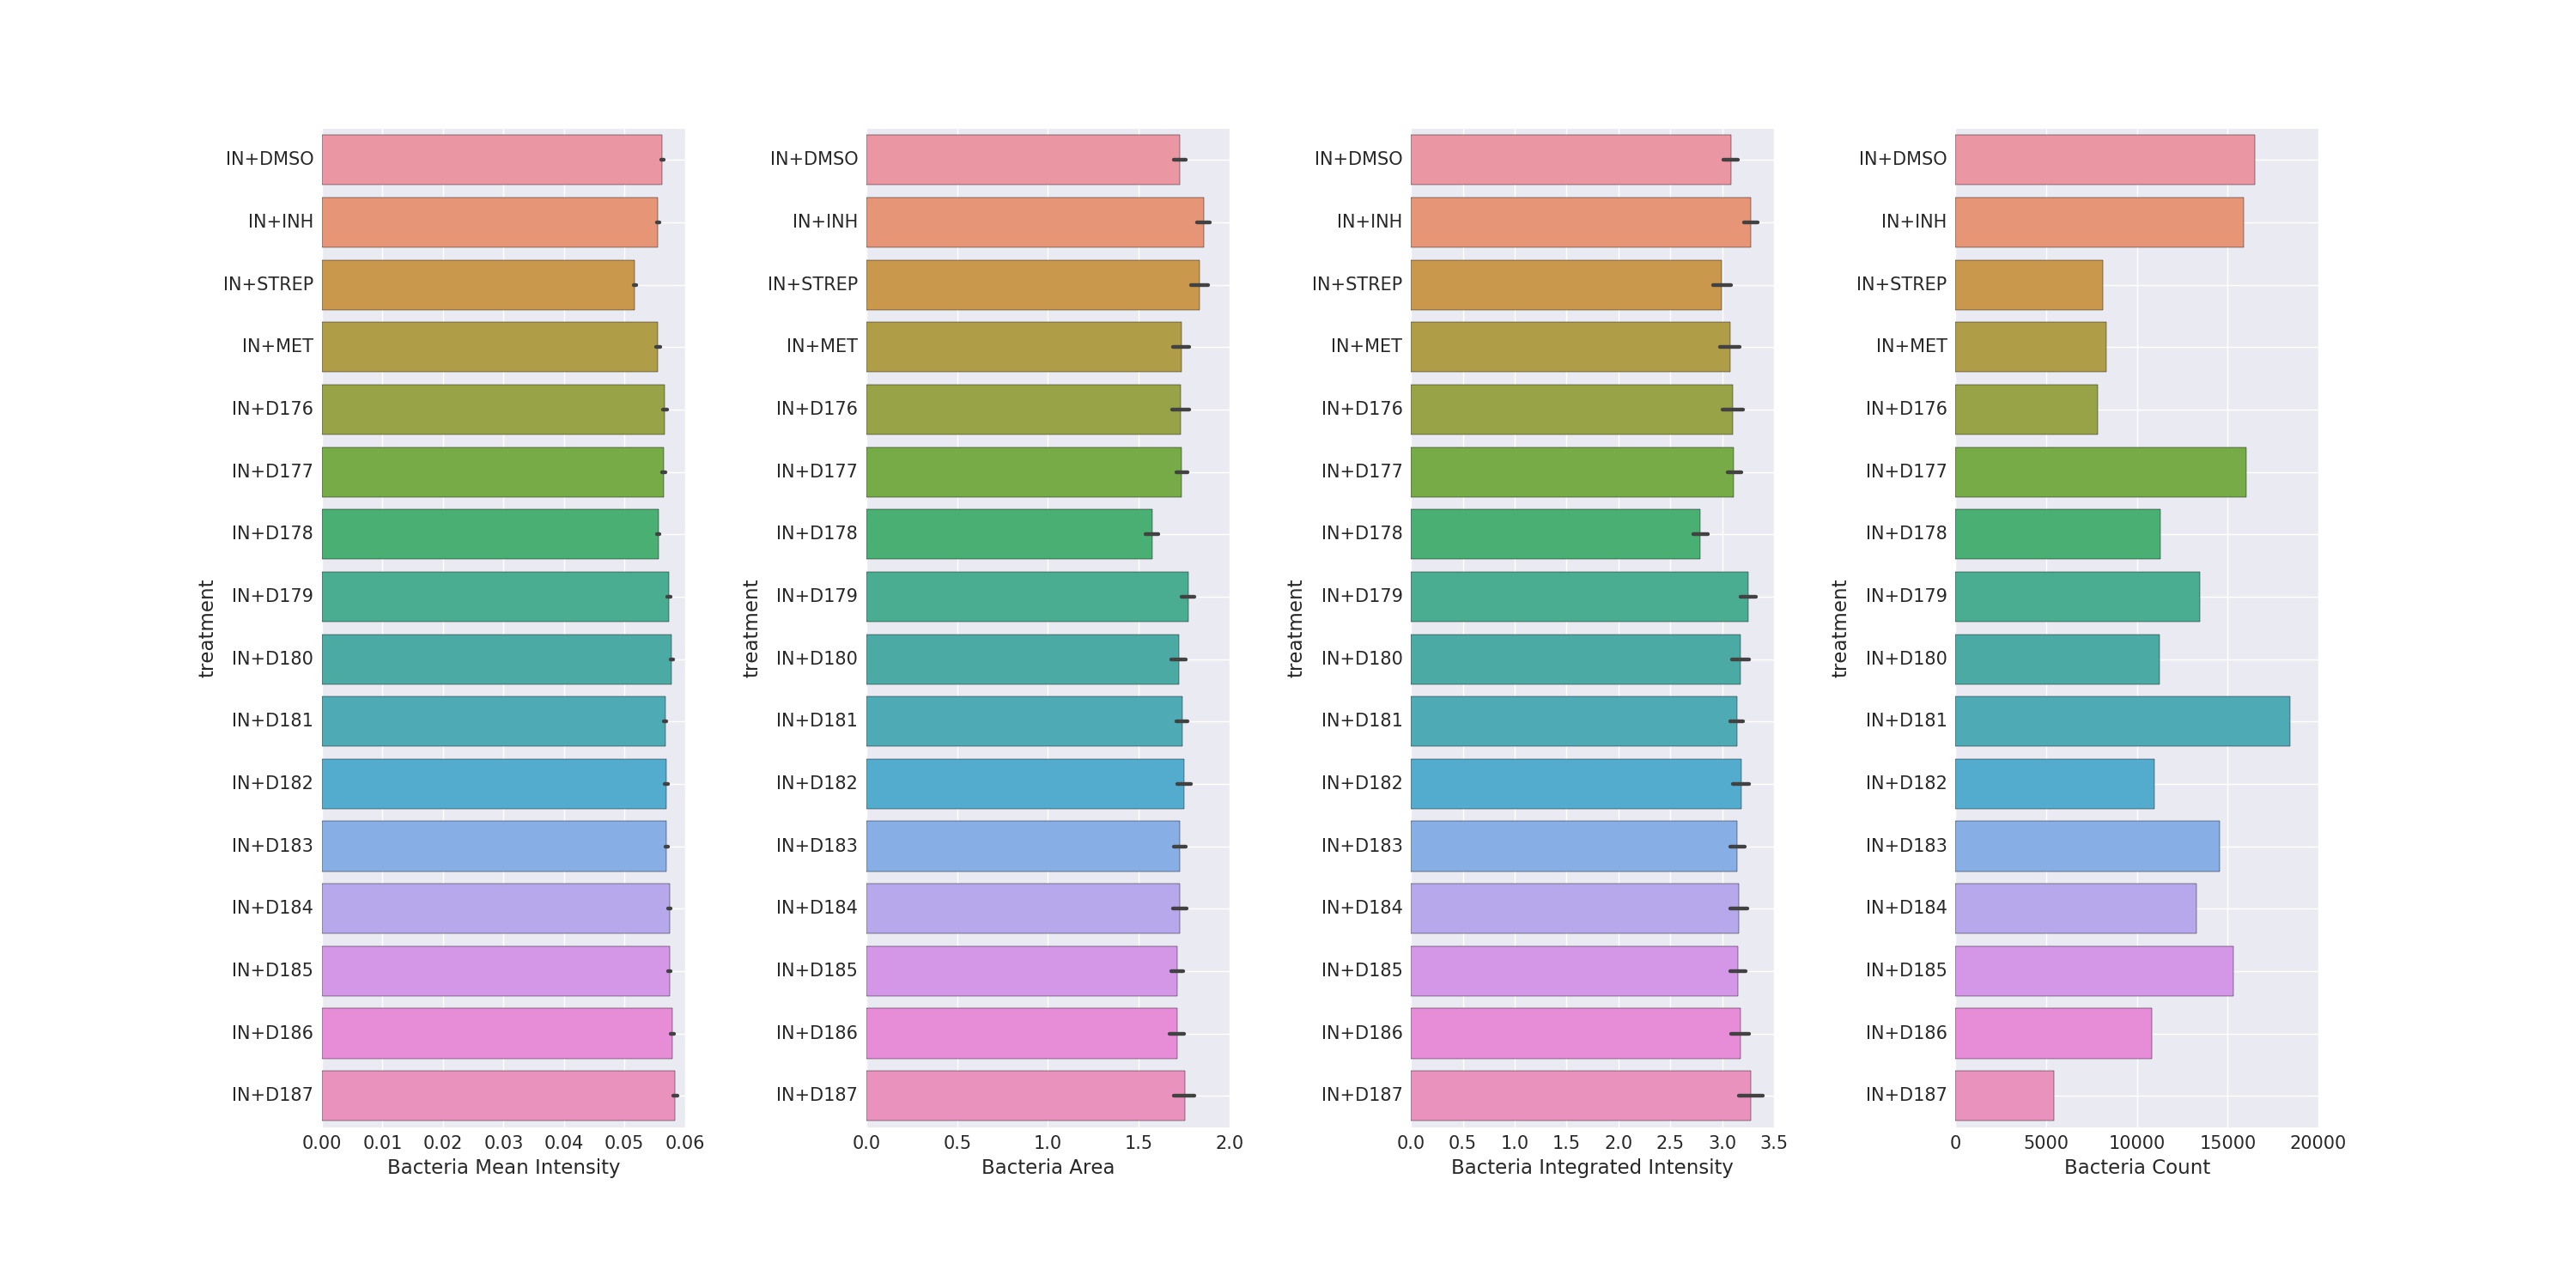 treatment
IN+DMSO
IN+INH
IN+STREP
IN+MET
IN+D176
IN+D177
IN+D178
IN+D179
IN+D180
IN+D181
IN+D182
IN+D183
IN+D184
IN+D185
IN+D186
IN+D187
0.00 0.01 0.02 0.03 0.04 0.05 0.06
Bacteria Mean Intensity
treatment
IN+DMSO
IN+INH
IN+STREP
IN+MET
IN+D176
IN+D177
IN+D178
IN+D179
IN+D180
IN+D181
IN+D182
IN+D183
IN+D184
IN+D185
IN+D186
IN+D187
0.0 0.5 1.0 1.5 2.0
Bacteria Area
treatment
IN+DMSO
IN+INH
IN+STREP
IN+MET
IN+D176
IN+D177
IN+D178
IN+D179
IN+D180
IN+D181
IN+D182
IN+D183
IN+D184
IN+D185
IN+D186
IN+D187
0.0 0.5 1.0 1.5 2.0 2.5 3.0 3.5
Bacteria Integrated Intensity
treatment
IN+DMSO
IN+INH
IN+STREP
IN+MET
IN+D176
IN+D177
IN+D178
IN+D179
IN+D180
IN+D181
IN+D182
IN+D183
IN+D184
IN+D185
IN+D186
IN+D187
0 5000 10000 15000 20000
Bacteria Count